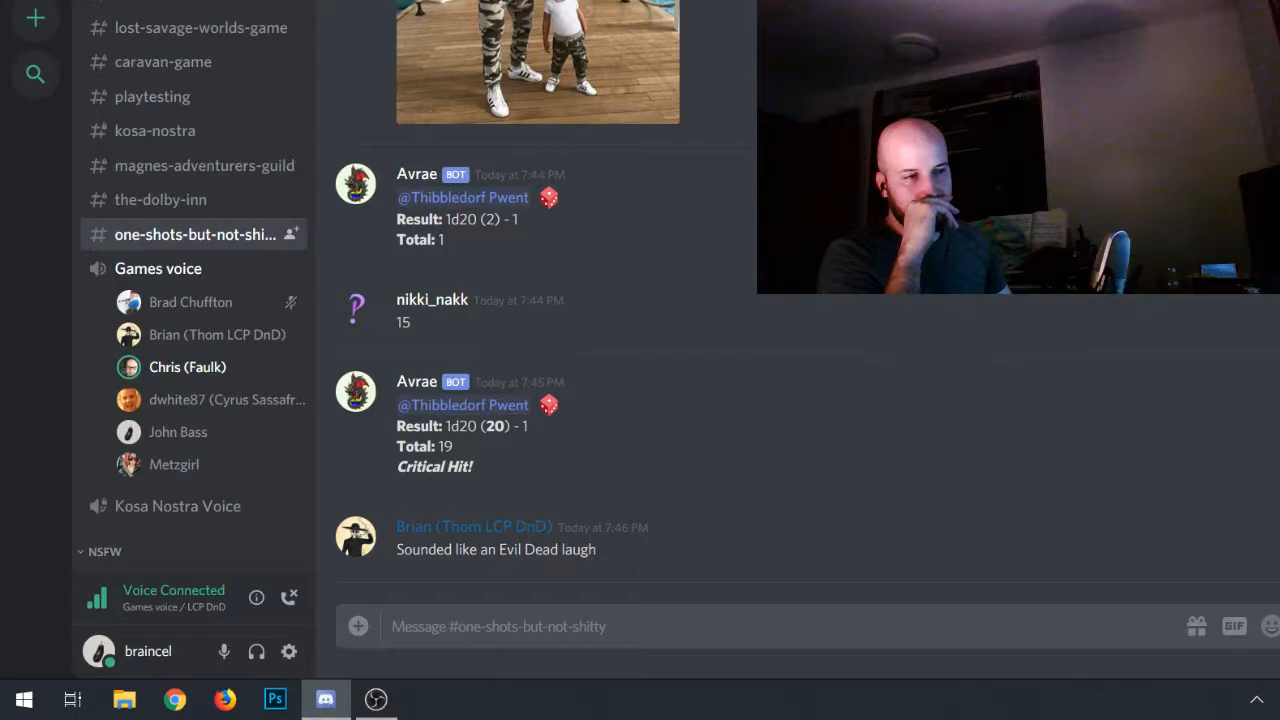 lost-savage-worlds-game
caravan-game
playtesting
kosa-nostra
magnes-adventurers-guild
the-dolby-inn
one-shots-but-not-shi...
Games voice
Brad Chuffton
Brian (Thom LCP DnD)
Chris (Faulk)
dwhite87 (Cyrus Sassafr...
John Bass
Metzgirl
Kosa Nostra Voice
NSFW
Voice Connected
Games voice / LCP DnD
braincel
Avrae BOT Today at 7:44 PM
@Thibbledorf Pwent
Result: 1d20 (2) - 1
Total: 1
nikki_nakk Today at 7:44 PM
15
Avrae BOT Today at 7:45 PM
@Thibbledorf Pwent
Result: 1d20 (20) - 1
Total: 19
Critical Hit!
Brian (Thom LCP DnD) Today at 7:46 PM
Sounded like an Evil Dead laugh
Message #one-shots-but-not-shitty
GIF
Ps